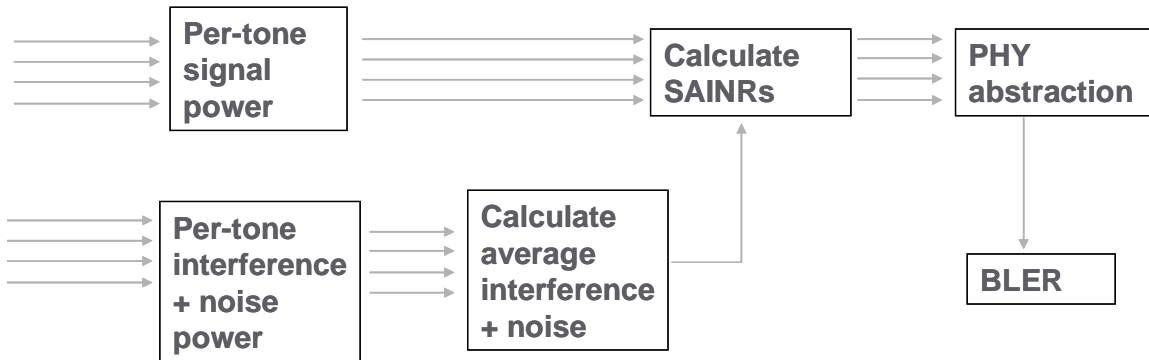 Per-tone
signal
power
Calculate
SAINRs
PHY
abstraction
Per-tone
interference
+ noise
power
Calculate
average
interference
+ noise
BLER